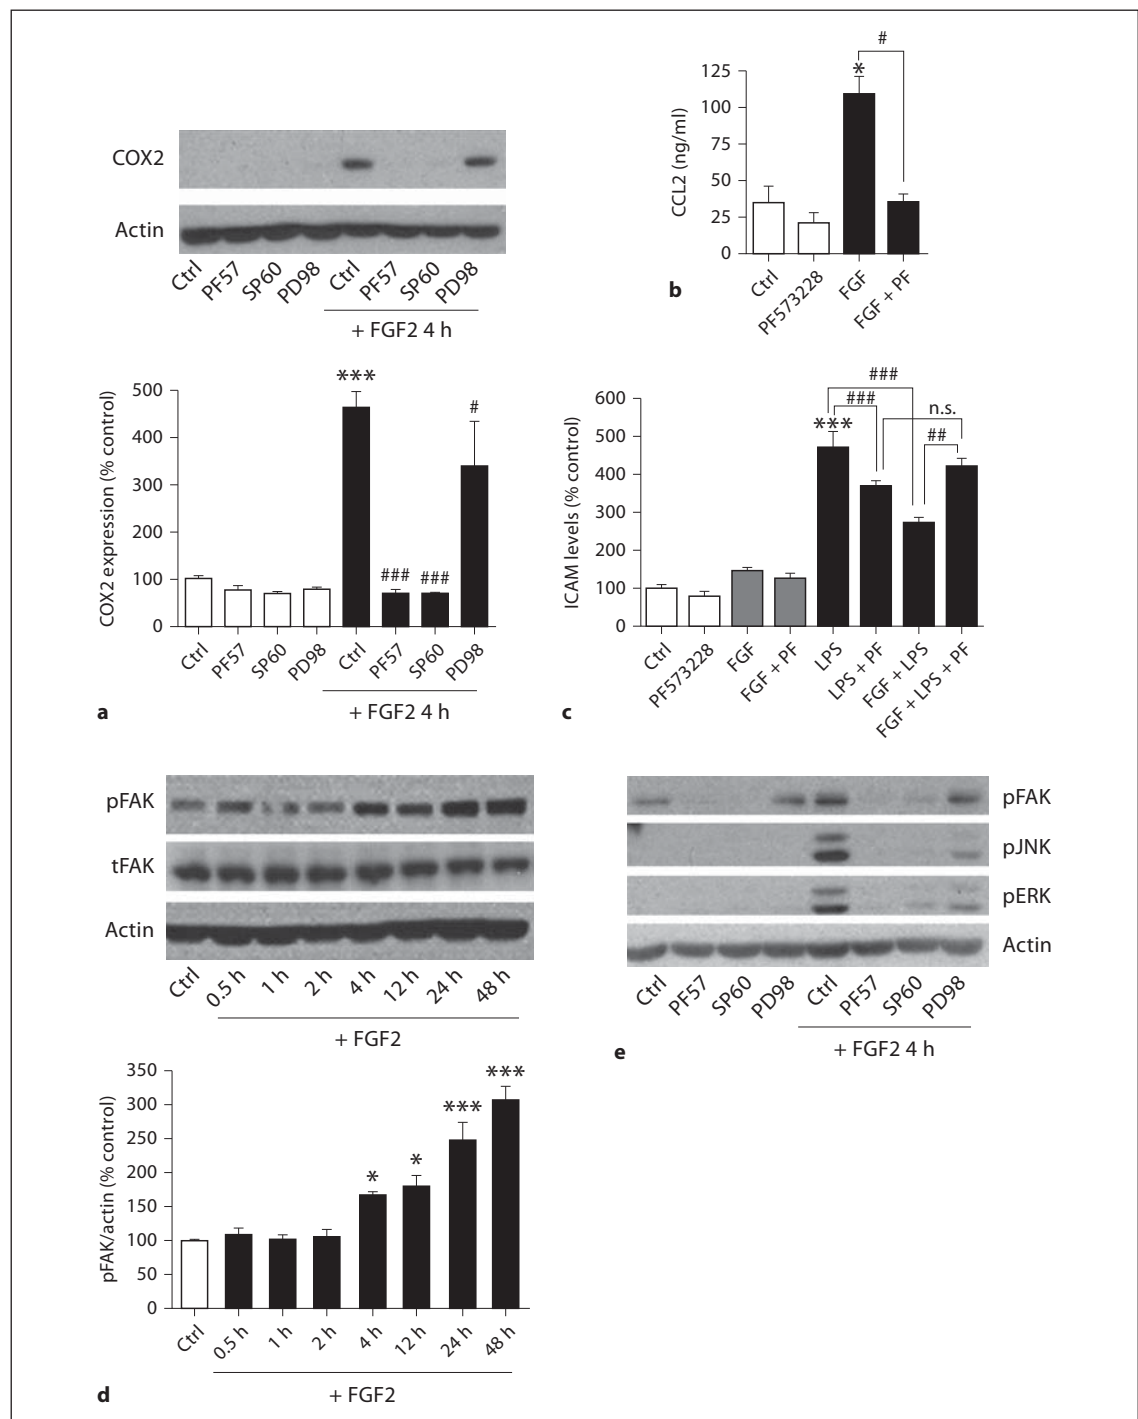 COX2
Actin
Ctrl PF57 SP60 PD98 Ctrl PF57 SP60 PD98
+ FGF2 4 h
COX2 expression (% control)
500
400
300
200
100
0
***
###
###
#
Ctrl PF57 SP60 PD98 Ctrl PF57 SP60 PD98
+ FGF2 4 h
a
CCL2 (ng/ml)
125
100
75
50
25
0
*
#
Ctrl PF573228 FGF FGF + PF
b
ICAM levels (% control)
600
500
400
300
200
100
0
###
###
n.s.
***
##
Ctrl PF573228 FGF FGF + PF LPS LPS + PF FGF + LPS FGF + LPS + PF
c
pFAK
tFAK
Actin
Ctrl 0.5 h 1 h 2 h 4 h 12 h 24 h 48 h
+ FGF2
pFAK/actin (% control)
350
300
250
200
150
100
50
0
*
*
***
***
Ctrl 0.5 h 1 h 2 h 4 h 12 h 24 h 48 h
+ FGF2
d
pFAK
pJNK
pERK
Actin
Ctrl PF57 SP60 PD98 Ctrl PF57 SP60 PD98
+ FGF2 4 h
e